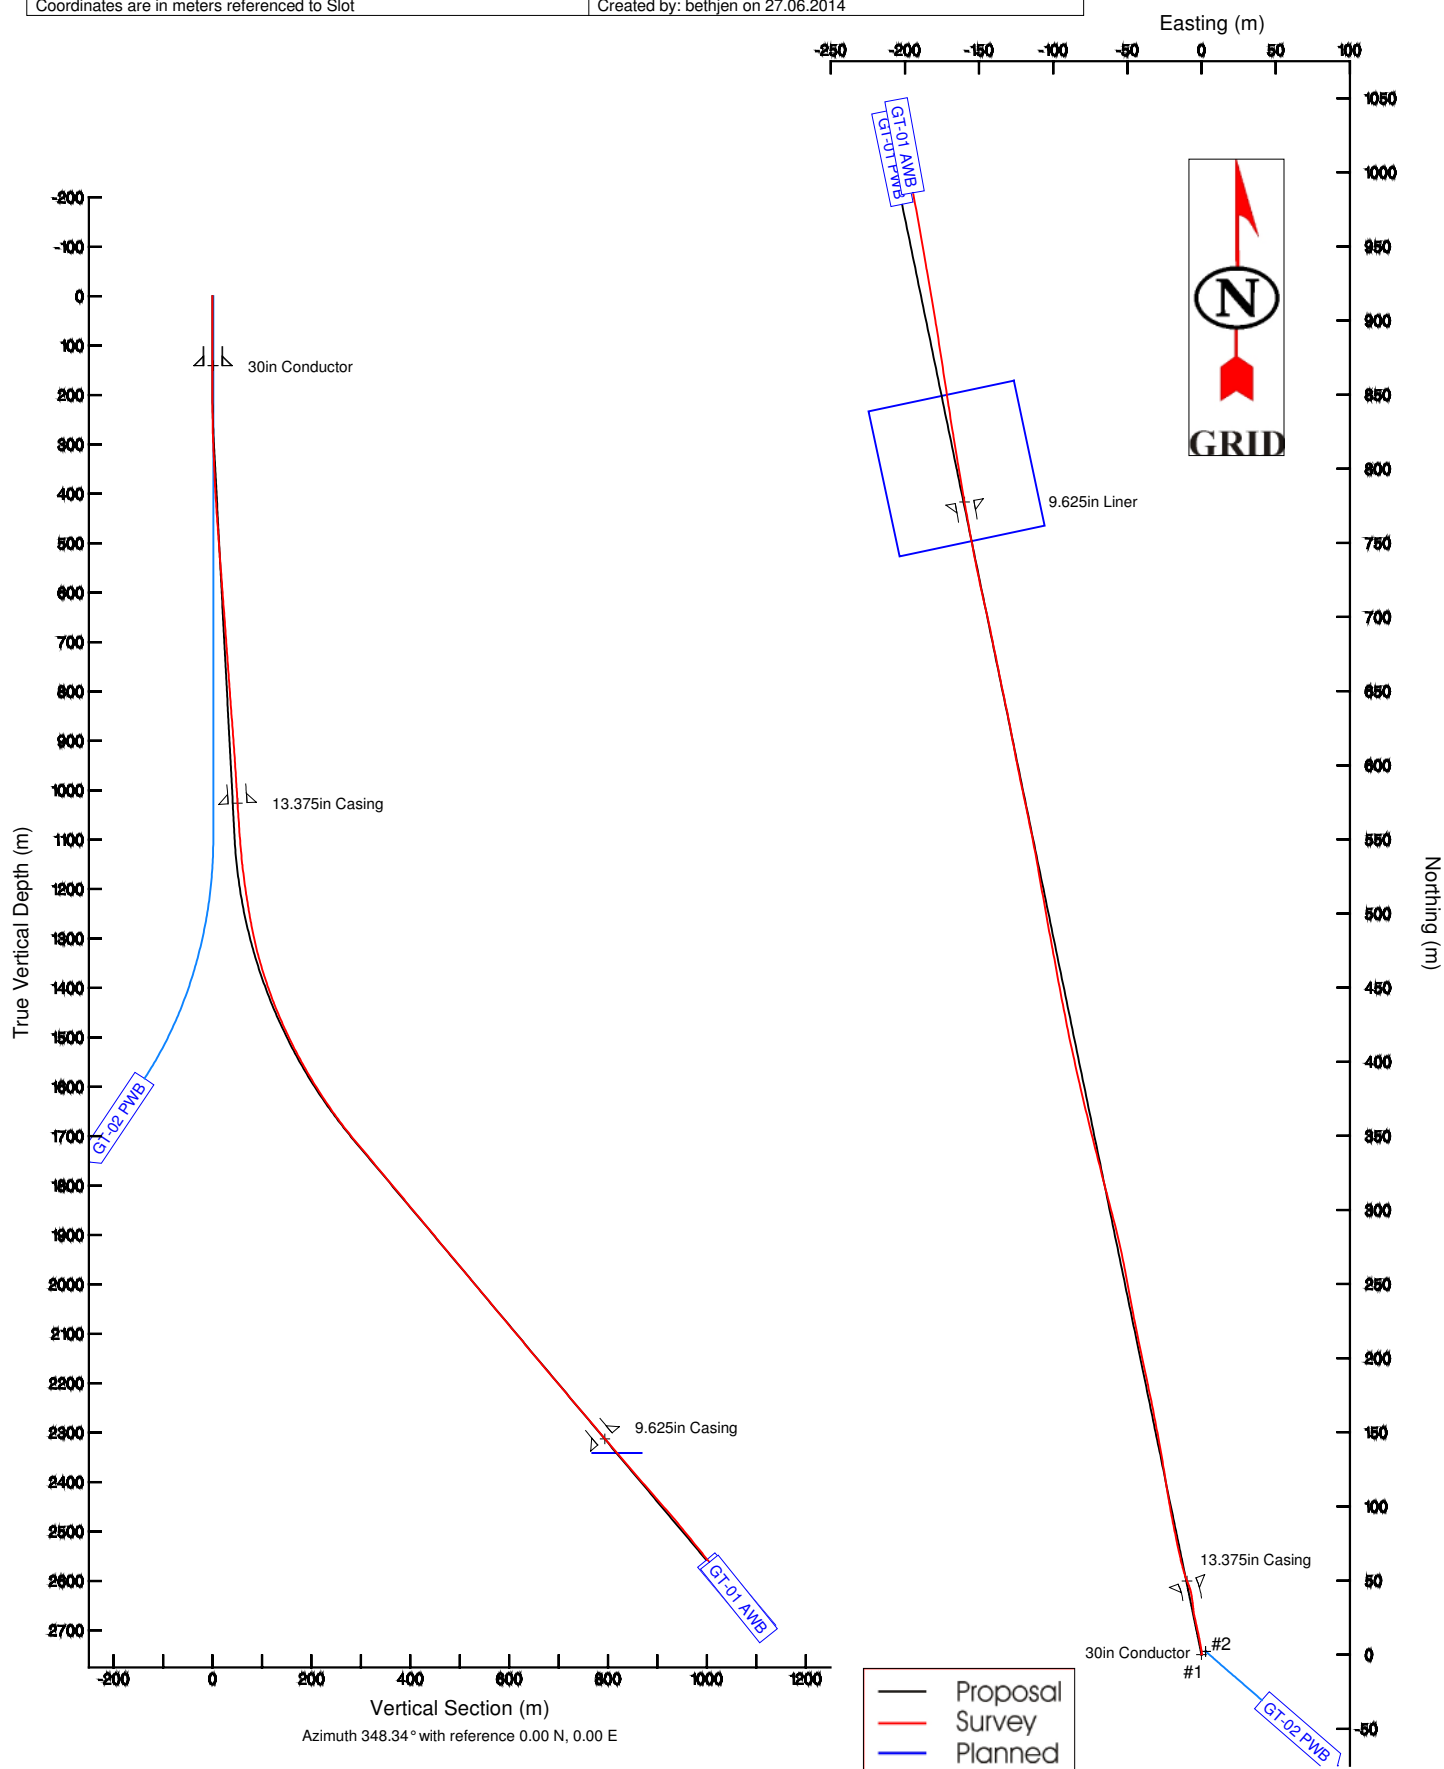 Coordinates are in meters referenced to Slot
Created by: bethjen on 27.06.2014
Easting (m)
-250 -200 -150 -100 -50 0 50 100
1050
1000
950
900
850
800
750
700
650
600
550
500
450
400
350
300
250
200
150
100
50
0
-50
Northing (m)
GT-01 AWB
GT-01 PWB
N
GRID
9.625in Liner
13.375in Casing
30in Conductor
#2
#1
GT-02 PWB
-200
-100
0
100
200
300
400
500
600
700
800
900
1000
1100
1200
1300
1400
1500
1600
1700
1800
1900
2000
2100
2200
2300
2400
2500
2600
2700
True Vertical Depth (m)
30in Conductor
13.375in Casing
GT-02 PWB
9.625in Casing
GT-01 AWB
-200 0 200 400 600 800 1000 1200
Vertical Section (m)
Azimuth 348.34° with reference 0.00 N, 0.00 E
Proposal
Survey
Planned